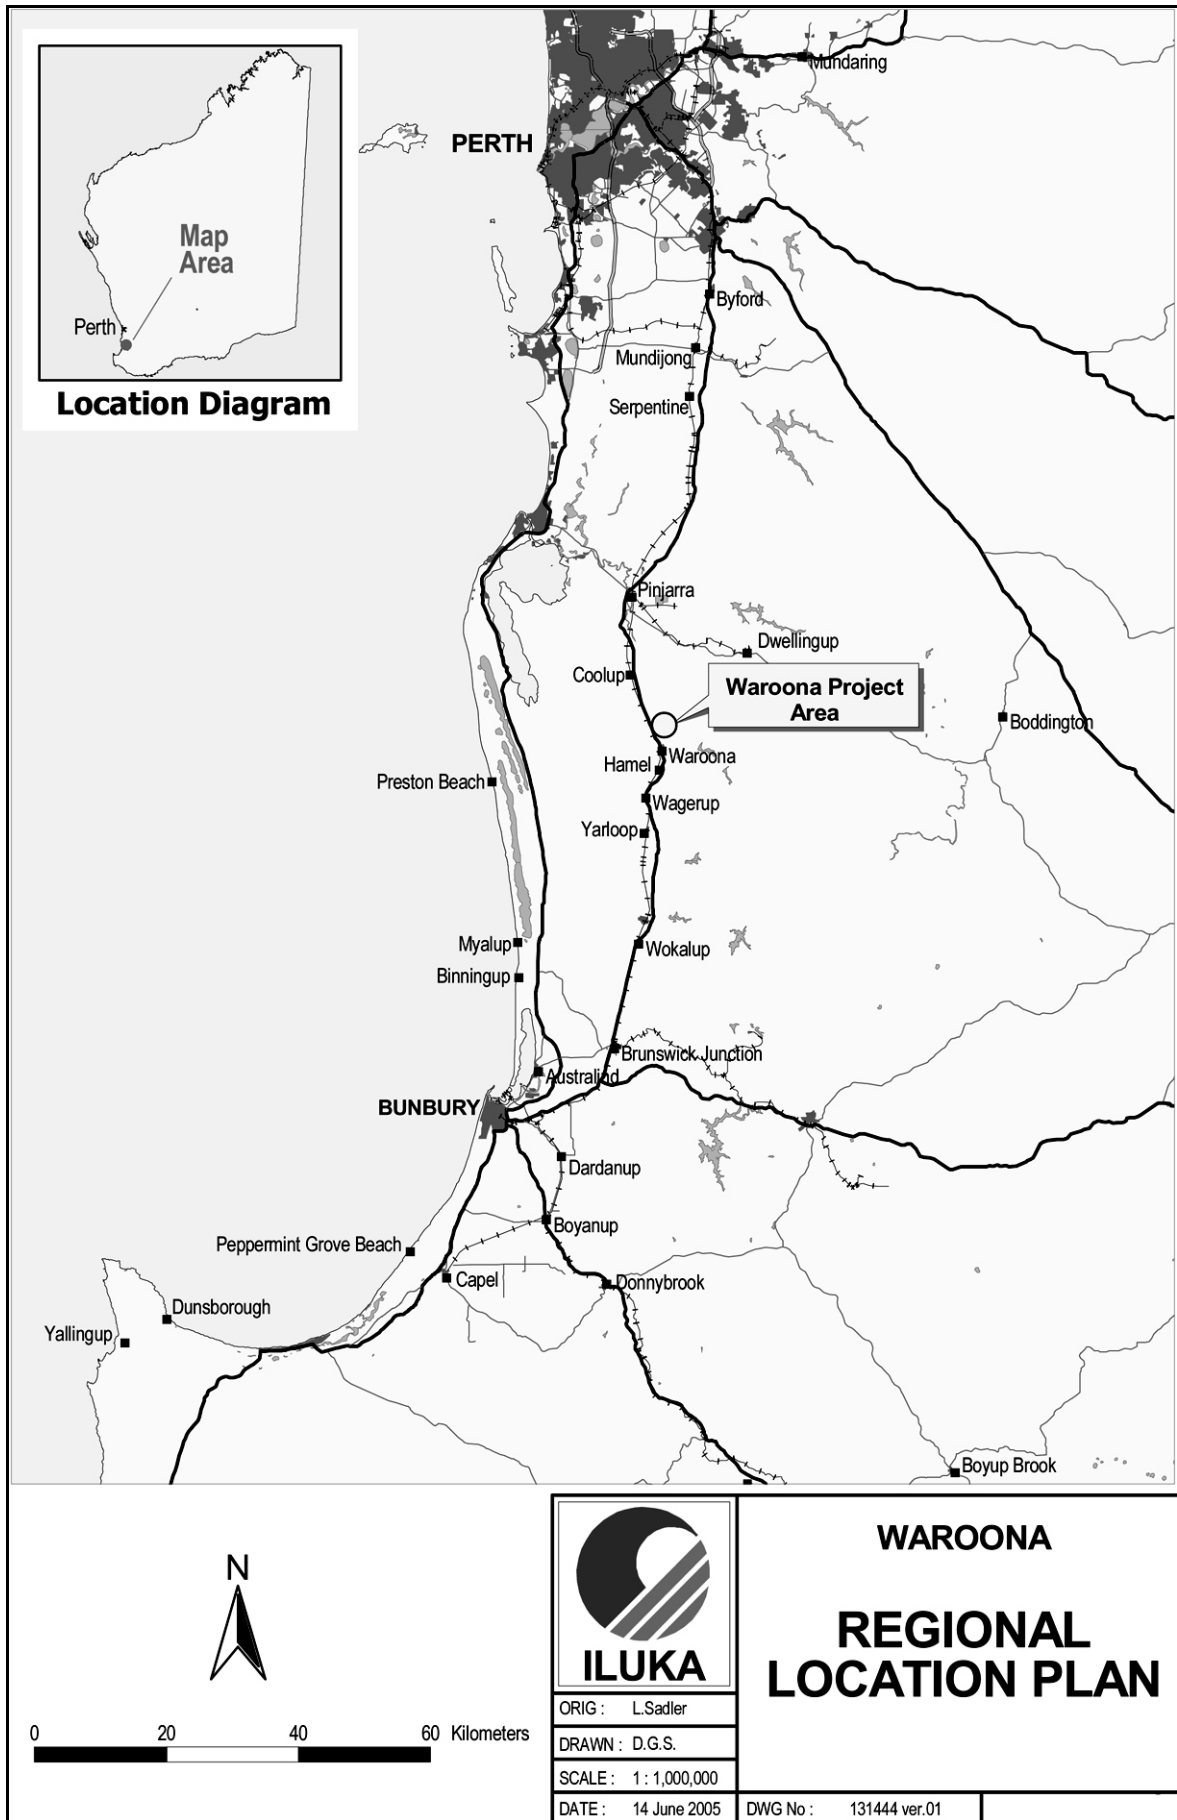 Map
Area
Perth
Location Diagram
Mundaring
PERTH
Byford
Mundijong
Serpentine
Pinjarra
Dwellingup
Coolup
Waroona Project
Area
Boddington
Waroona
Hamel
Preston Beach
Wagerup
Yarloop
Myalup
Wokalup
Binningup
Brunswick Junction
Australind
BUNBURY
Dardanup
Boyanup
Peppermint Grove Beach
Capel
Donnybrook
Dunsborough
Yallingup
Boyup Brook
N
0 20 40 60 Kilometers
ILUKA
WAROONA
REGIONAL
LOCATION PLAN
ORIG : L.Sadler
DRAWN : D.G.S.
SCALE : 1 : 1,000,000
DATE : 14 June 2005
DWG No : 131444 ver.01